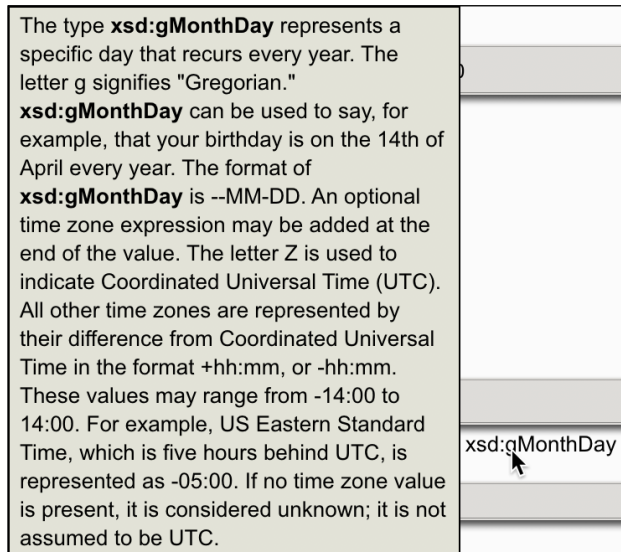 The type xsd:gMonthDay represents a
specific day that recurs every year. The
letter g signifies "Gregorian."
xsd:gMonthDay can be used to say, for
example, that your birthday is on the 14th of
April every year. The format of
xsd:gMonthDay is --MM-DD. An optional
time zone expression may be added at the
end of the value. The letter Z is used to
indicate Coordinated Universal Time (UTC).
All other time zones are represented by
their difference from Coordinated Universal
Time in the format +hh:mm, or -hh:mm.
These values may range from -14:00 to
14:00. For example, US Eastern Standard
Time, which is five hours behind UTC, is
represented as -05:00. If no time zone value
is present, it is considered unknown; it is not
assumed to be UTC.
xsd:gMonthDay